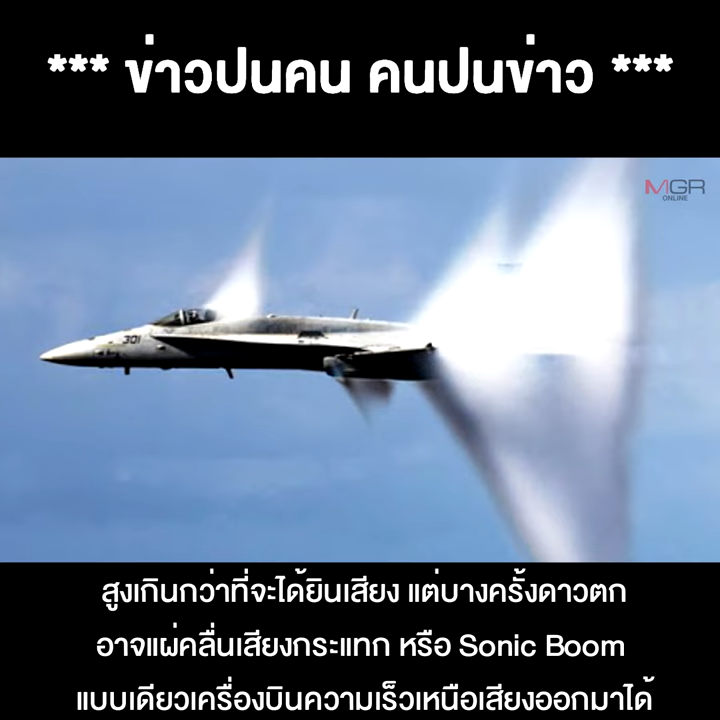 *** ข่าวปนคน คนปนข่าว ***
MGR
ONLINE
301
สูงเกินกว่าที่จะได้ยินเสียง แต่บางครั้งดาวตก
อาจแผ่คลื่นเสียงกระแทก หรือ Sonic Boom
แบบเดียวเครื่องบินความเร็วเหนือเสียงออกมาได้